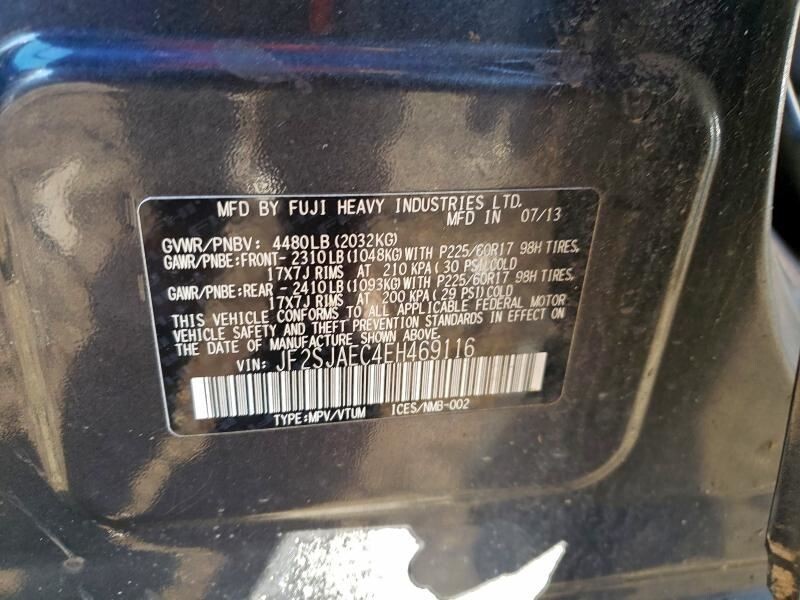 MFD BY FUJI HEAVY INDUSTRIES LTD.
MFD IN 07/13
GVWR/PNBV: 4480LB(2032KG)
GAWR/PNBE:FRONT- 2310LB(1048KG)WITH P225/60R17 98H TIRES,
17X7J RIMS AT 210 KPA(30 PSI)COLD
GAWR/PNBE:REAR - 2410LB(1093KG)WITH P225/60R17 98H TIRES,
17X7J RIMS AT 200 KPA(29 PSI)COLD
THIS VEHICLE CONFORMS TO ALL APPLICABLE FEDERAL MOTOR
VEHICLE SAFETY AND THEFT PREVENTION STANDARDS IN EFFECT ON
THE DATE OF MANUFACTURE SHOWN ABOVE.
VIN: JF2SJAEC4EH469116
TYPE:MPV/VTUM ICES/NMB-002